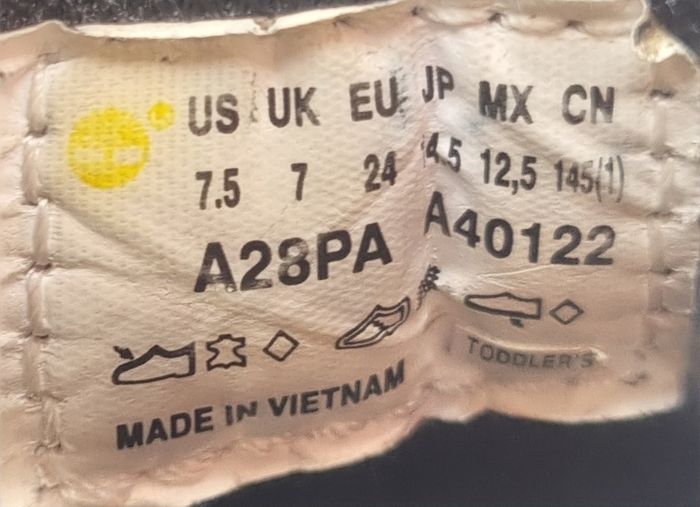 US UK EU JP MX CN
7.5 7 24 4.5 12,5 145(1)
A28PA A40122
TODDLER'S
MADE IN VIETNAM